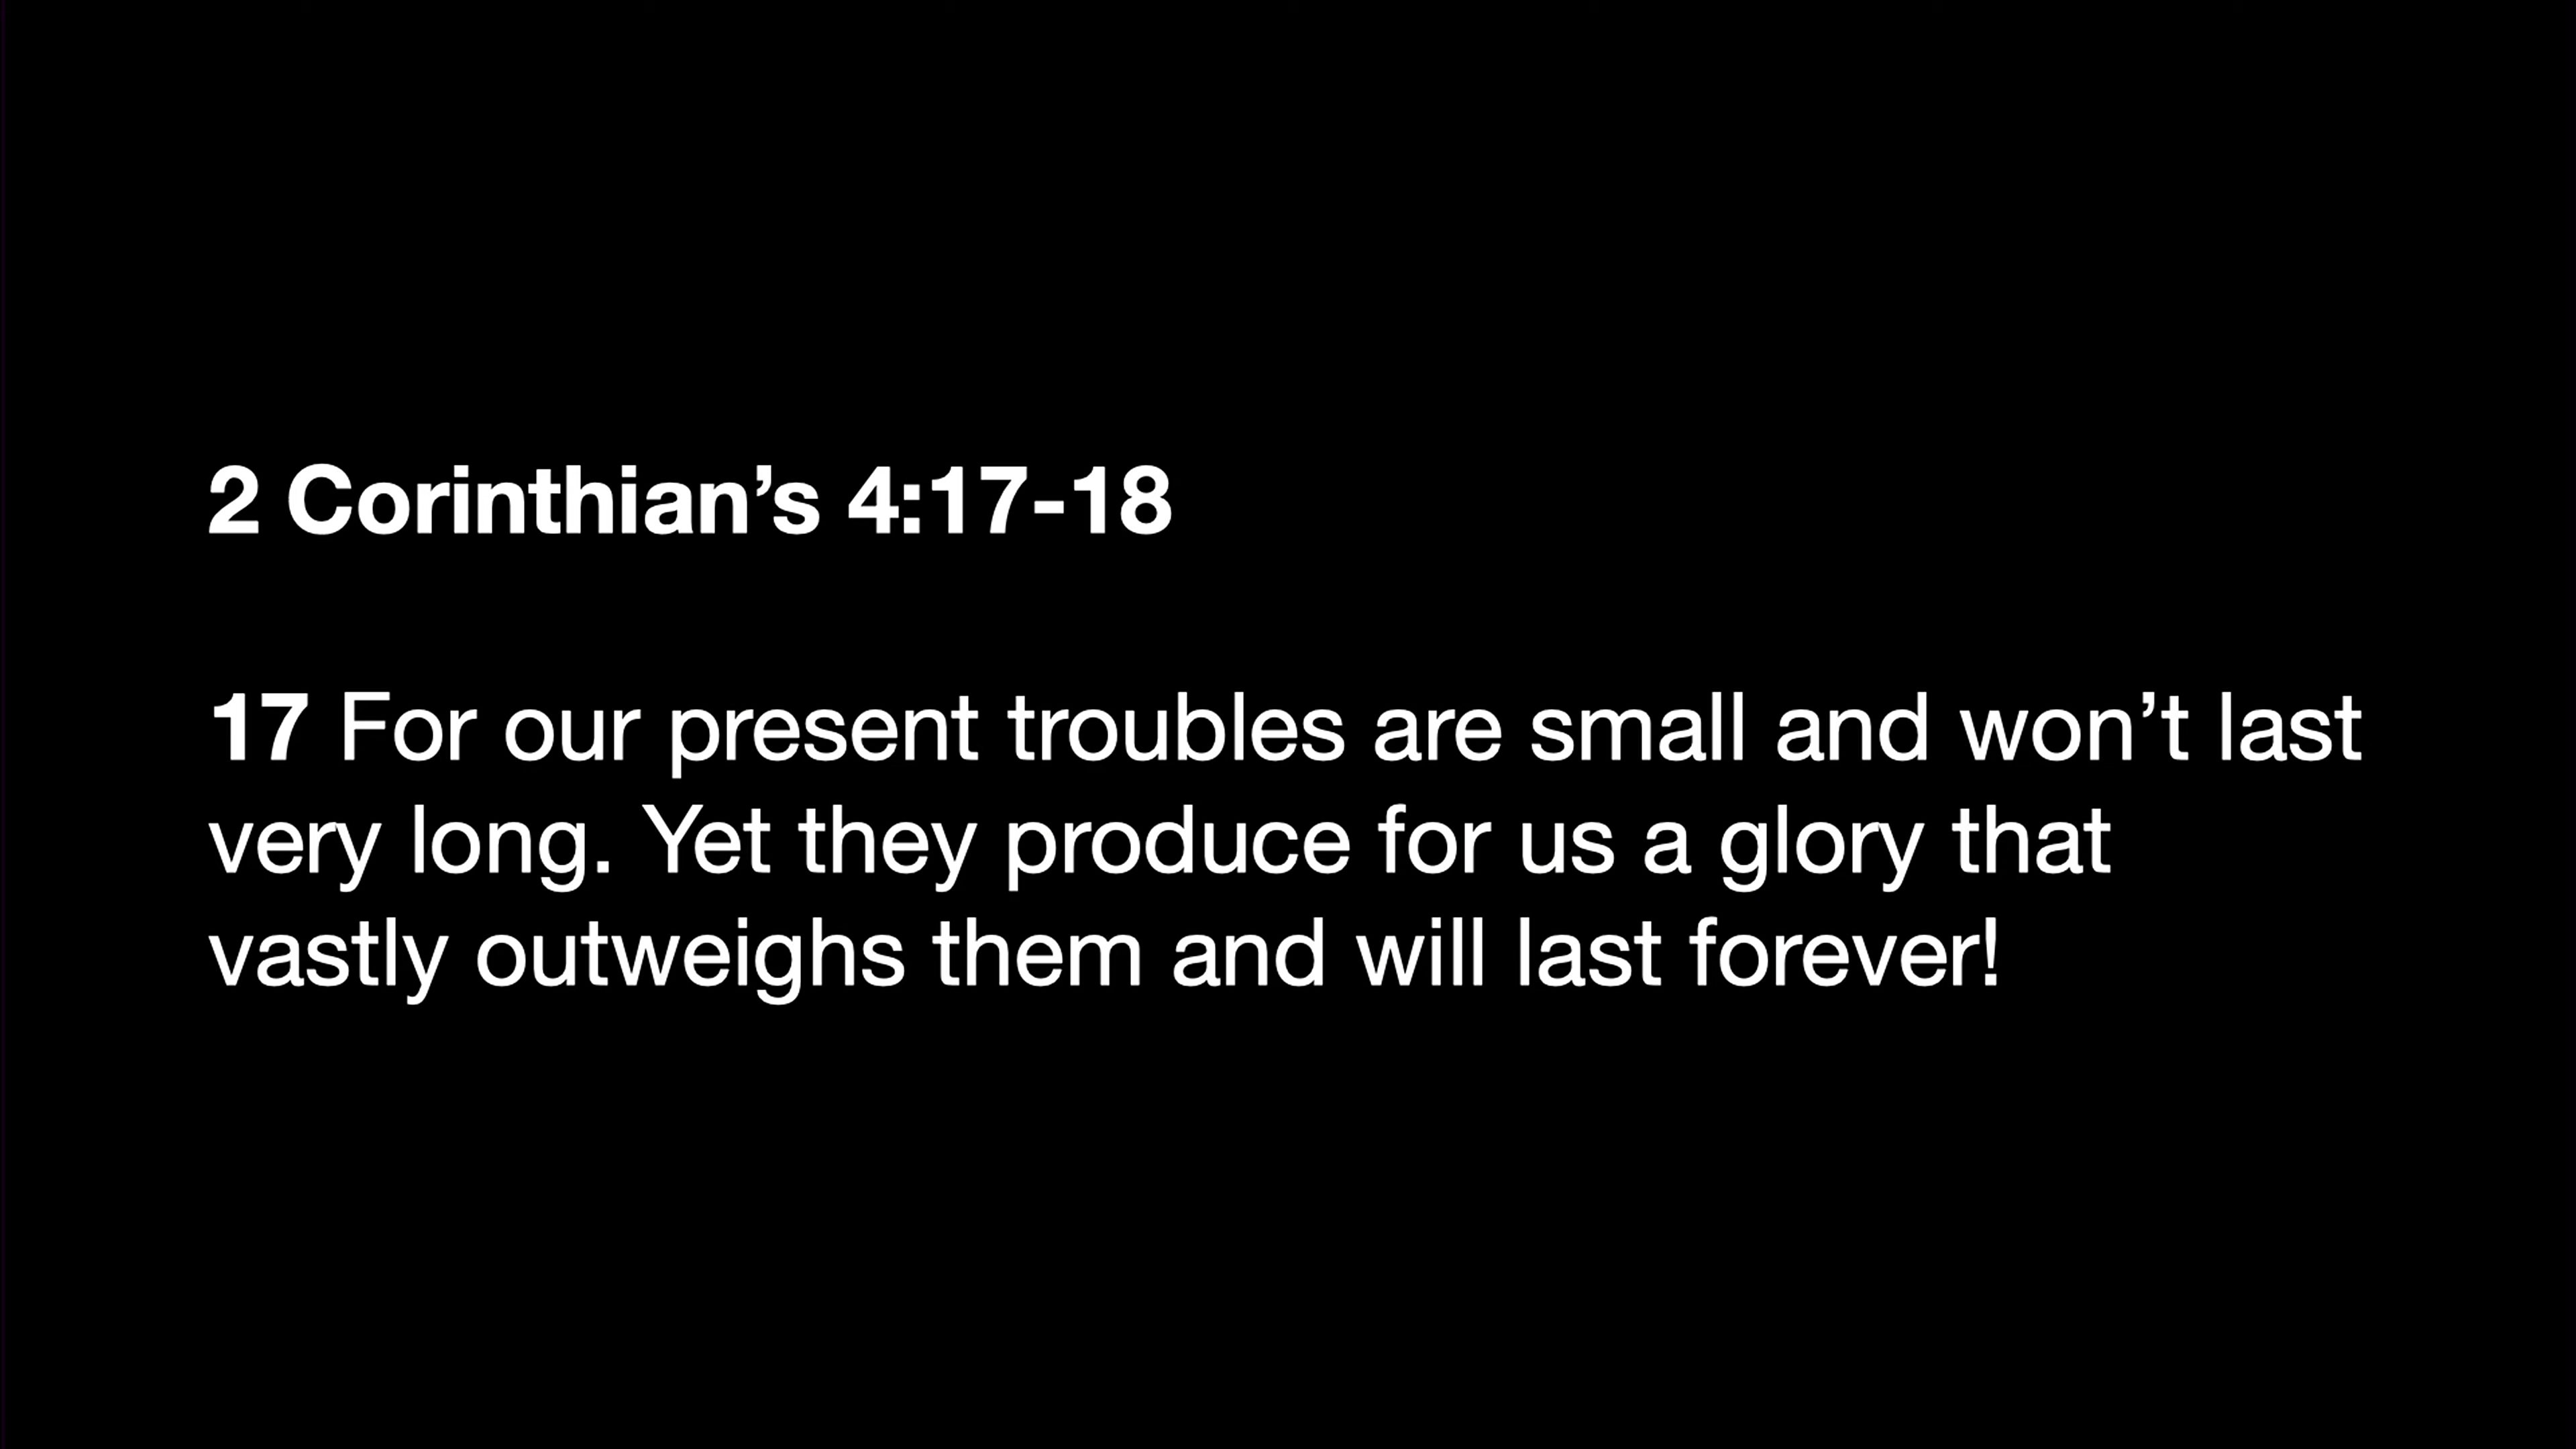 2 Corinthian’s 4:17-18
17 For our present troubles are small and won’t last
very long. Yet they produce for us a glory that
vastly outweighs them and will last forever!